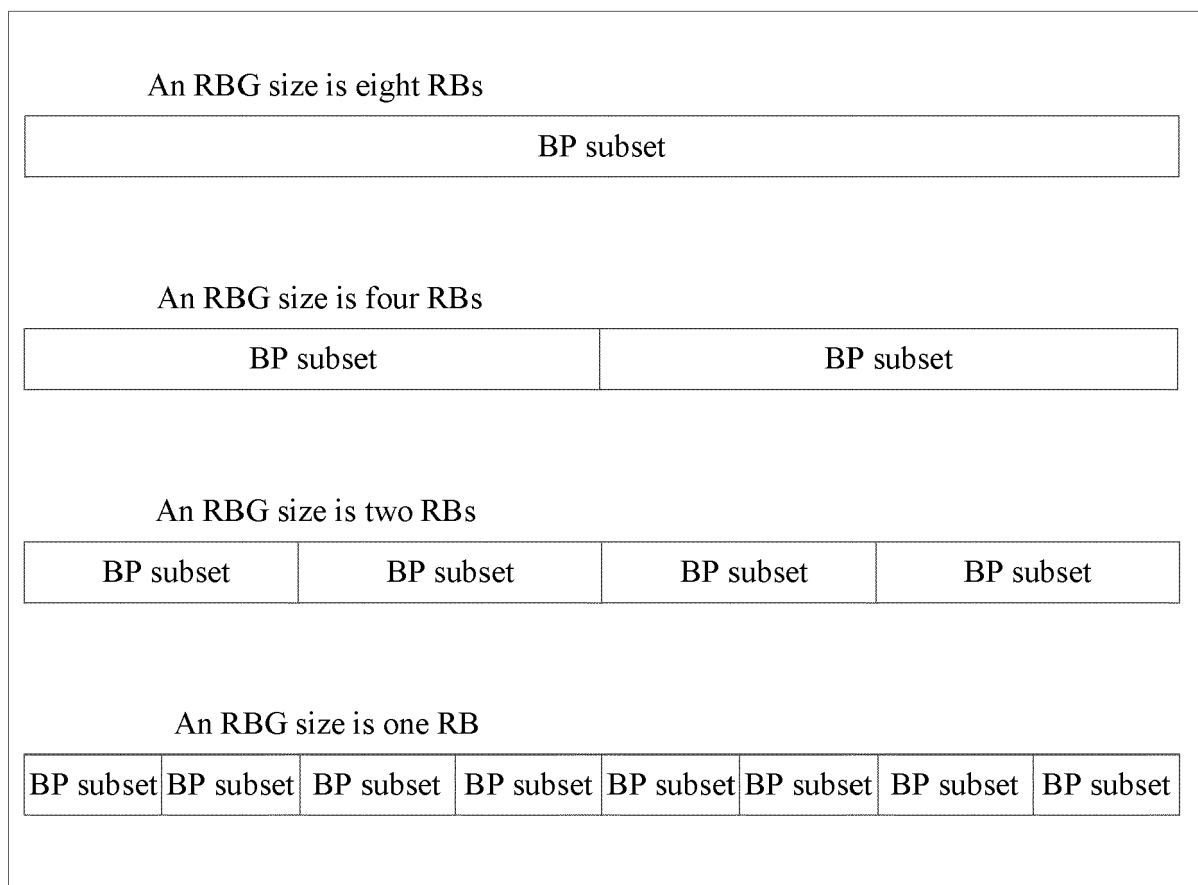 An RBG size is eight RBs
BP subset
An RBG size is four RBs
BP subset BP subset
An RBG size is two RBs
BP subset BP subset BP subset BP subset
An RBG size is one RB
BP subset BP subset BP subset BP subset BP subset BP subset BP subset BP subset